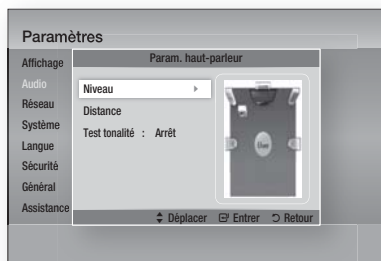 Paramètres
Affichage
Audio
Réseau
Système
Langue
Sécurité
Général
Assistance
Param. haut-parleur
Niveau
Distance
Test tonalité : Arrêt
Déplacer Entrer Retour